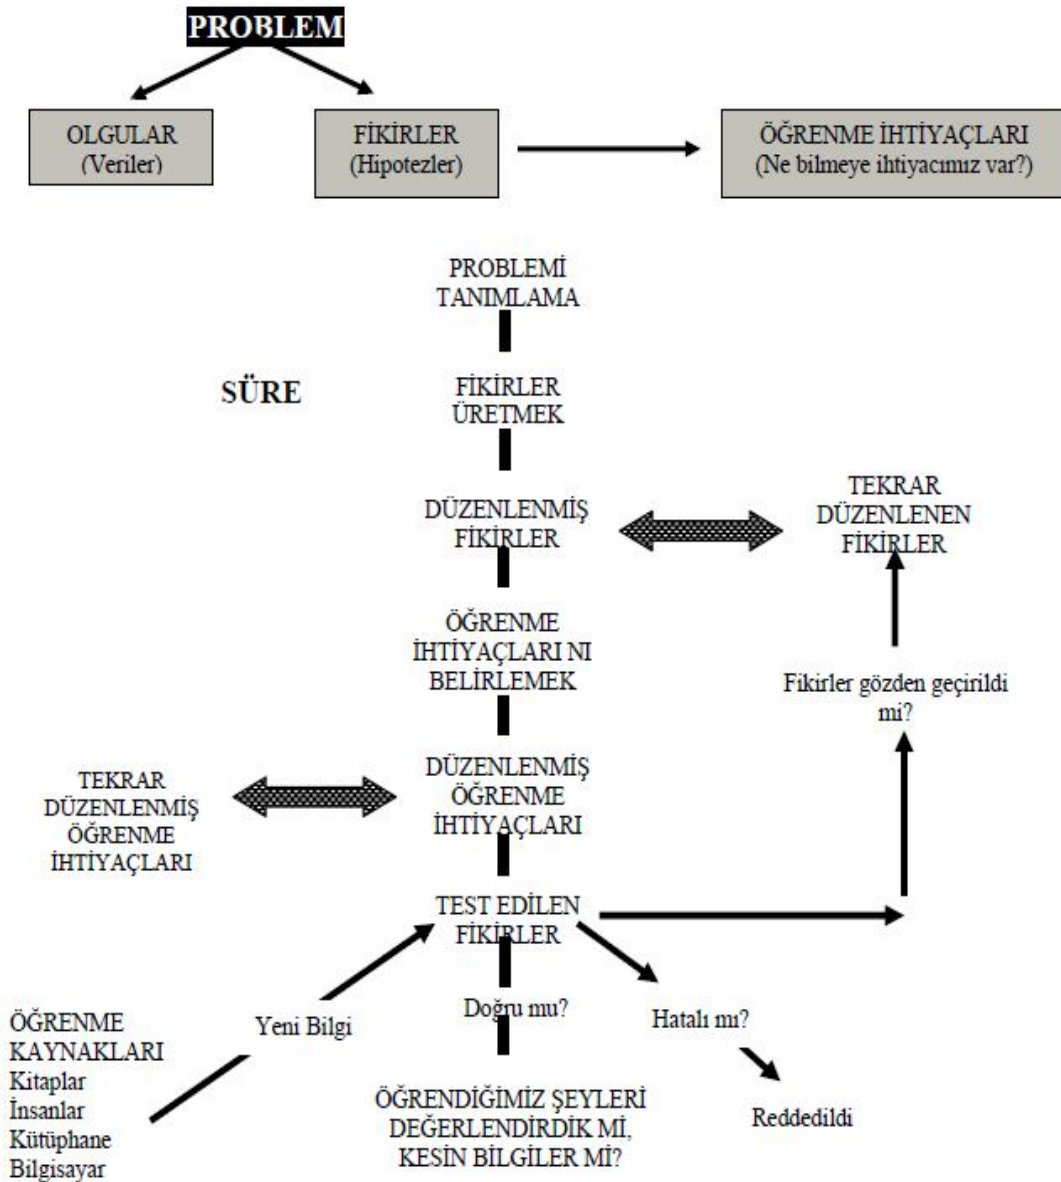 PROBLEM
OLGULAR
(Veriler)
FİKİRLER
(Hipotezler)
ÖĞRENME İHTİYAÇLARI
(Ne bilmeye ihtiyacımız var?)
PROBLEMİ
TANIMLAMA
SÜRE
FİKİRLER
ÜRETMEK
DÜZENLENMİŞ
FİKİRLER
TEKRAR
DÜZENLENEN
FİKİRLER
ÖĞRENME
İHTİYAÇLARI NI
BELİRLEMEK
Fikirler gözden geçirildi
mi?
TEKRAR
DÜZENLENMİŞ
ÖĞRENME
İHTİYAÇLARI
DÜZENLENMİŞ
ÖĞRENME
İHTİYAÇLARI
TEST EDİLEN
FİKİRLER
ÖĞRENME
KAYNAKLARI
Kitaplar
İnsanlar
Kütüphane
Bilgisayar
Yeni Bilgi
Doğru mu?
Hatalı mı?
ÖĞRENDİĞİMİZ ŞEYLERİ
DEĞERLENDİRDİK Mİ,
KESİN BİLGİLER Mİ?
Reddedildi